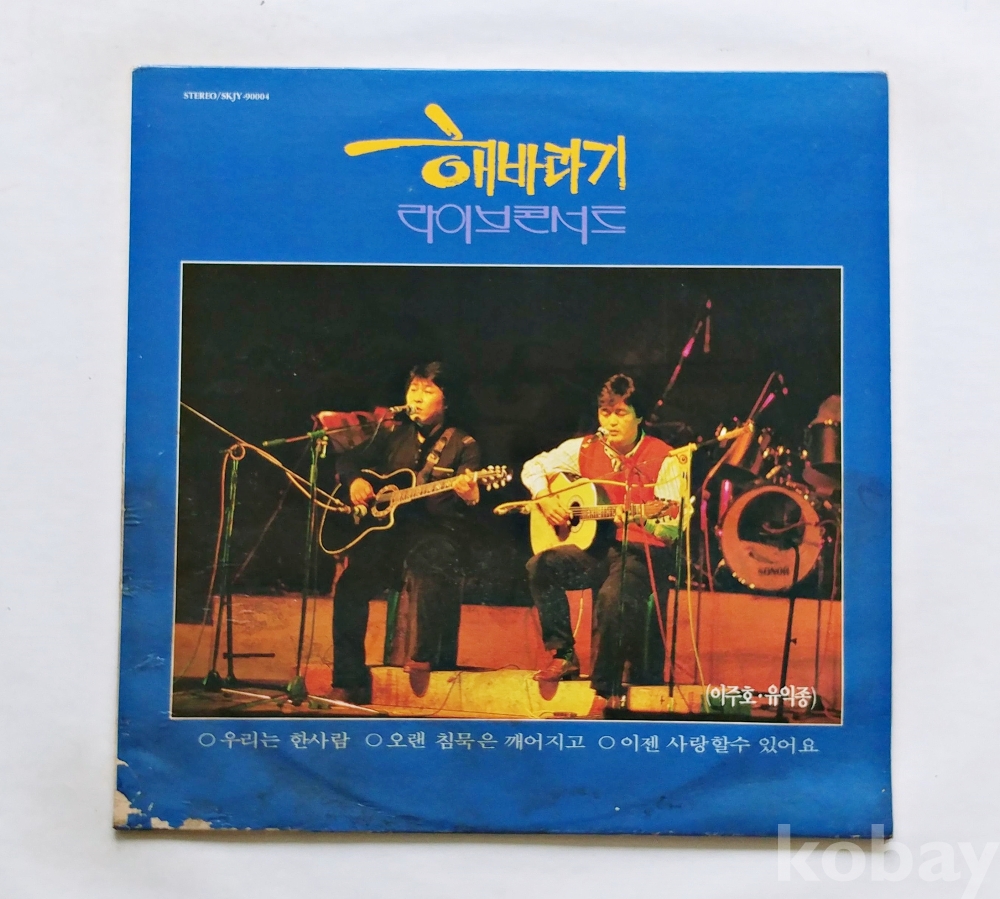 STEREO/SKJY-90004
해바라기
라이브콘서트
SONOR
(이주호·유의종)
○ 우리는 한사람 ○ 오랜 침묵은 깨어지고 ○ 이젠 사랑할수 있어요
kobay